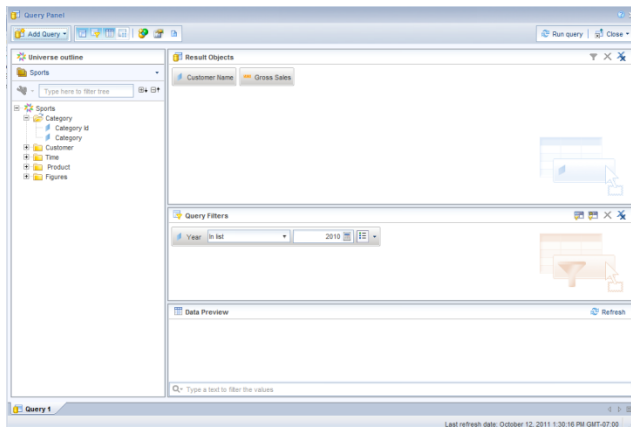 Query Panel
Add Query
Run query
Close
Universe outline
Sports
Type here to filter tree
Sports
Category
Category Id
Category
Customer
Time
Product
Figures
Result Objects
Customer Name
Gross Sales
Query Filters
Year In list 2010
Data Preview
Refresh
Type a text to filter the values
Query 1
Last refresh date: October 12, 2011 1:30:16 PM GMT-07:00